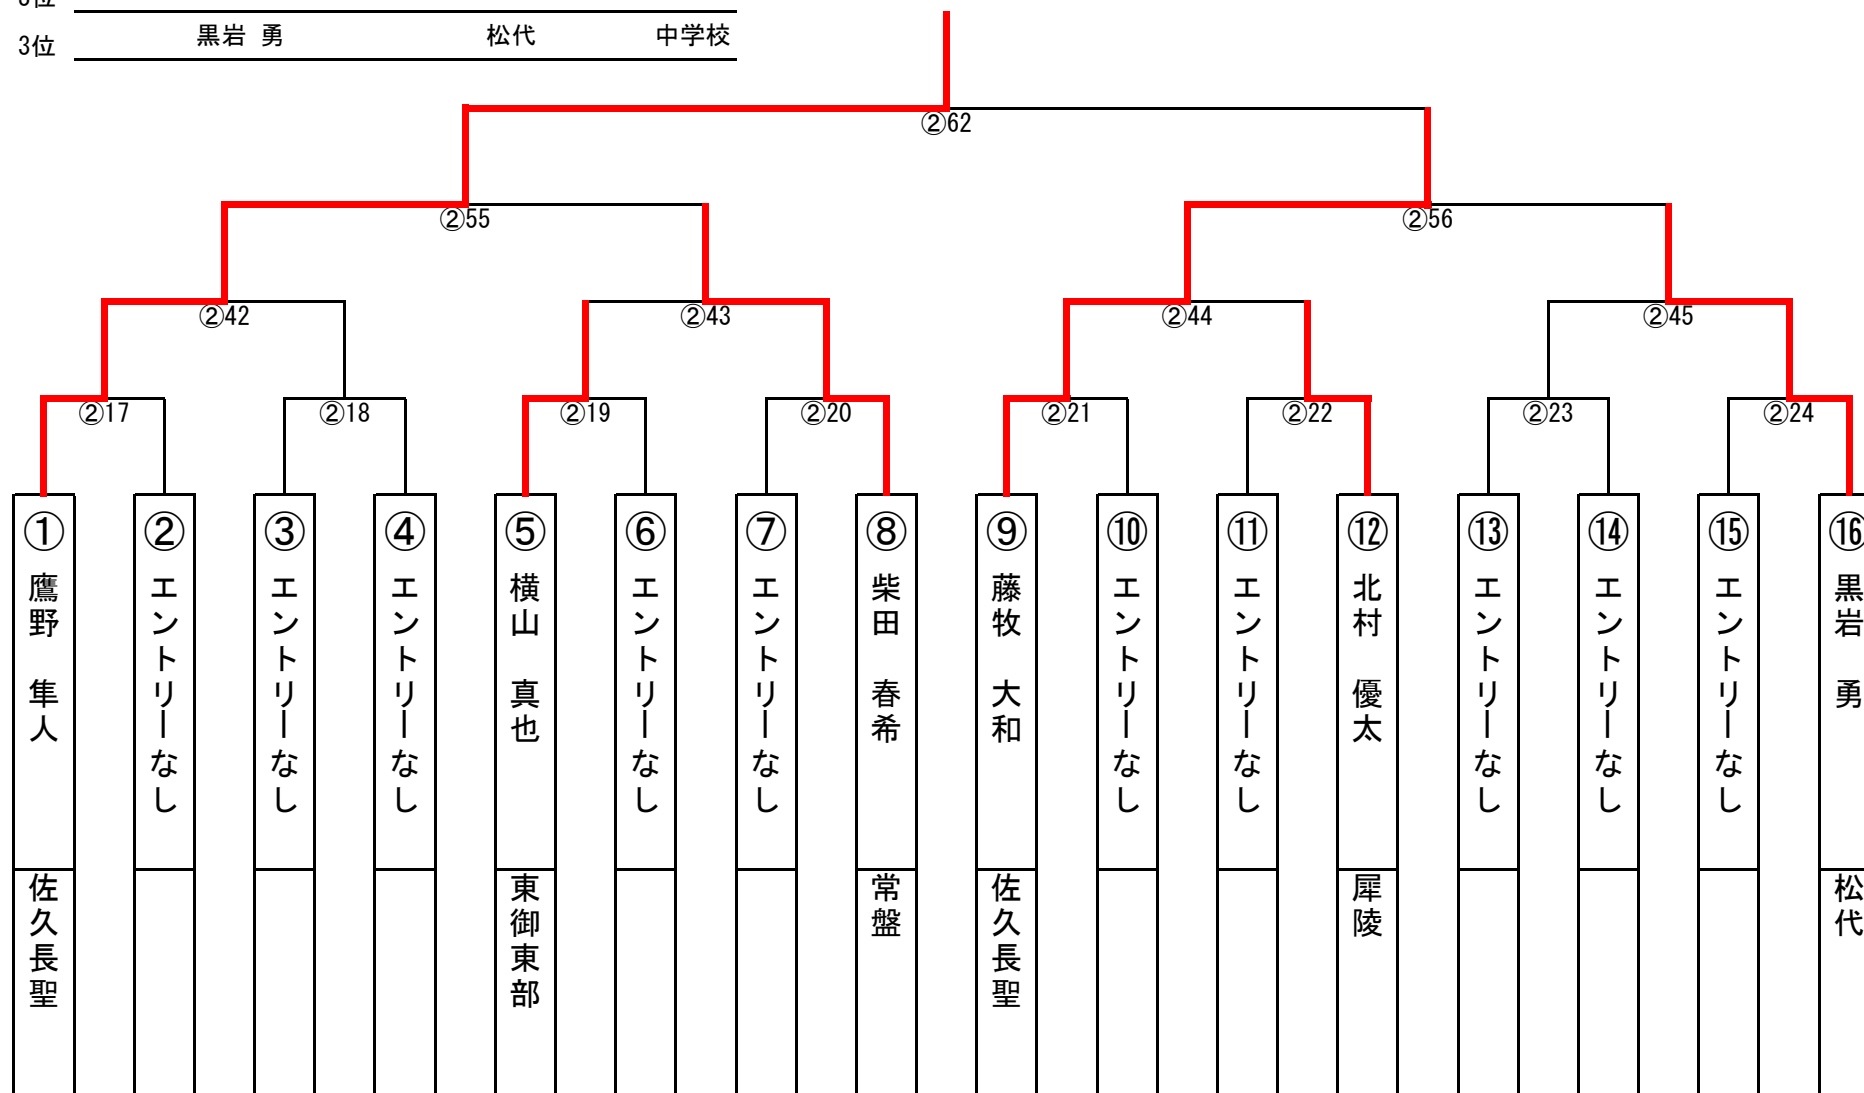 3位
3位 黒岩 勇 松代 中学校
②62
②55 ②56
②42 ②43 ②44 ②45
②17 ②18 ②19 ②20 ②21 ②22 ②23 ②24
① 鷹野 隼人 佐久長聖
② エントリーなし
③ エントリーなし
④ エントリーなし
⑤ 横山 真也 東御東部
⑥ エントリーなし
⑦ エントリーなし
⑧ 柴田 春希 常盤
⑨ 藤牧 大和 佐久長聖
⑩ エントリーなし
⑪ エントリーなし
⑫ 北村 優太 犀陵
⑬ エントリーなし
⑭ エントリーなし
⑮ エントリーなし
⑯ 黒岩 勇 松代